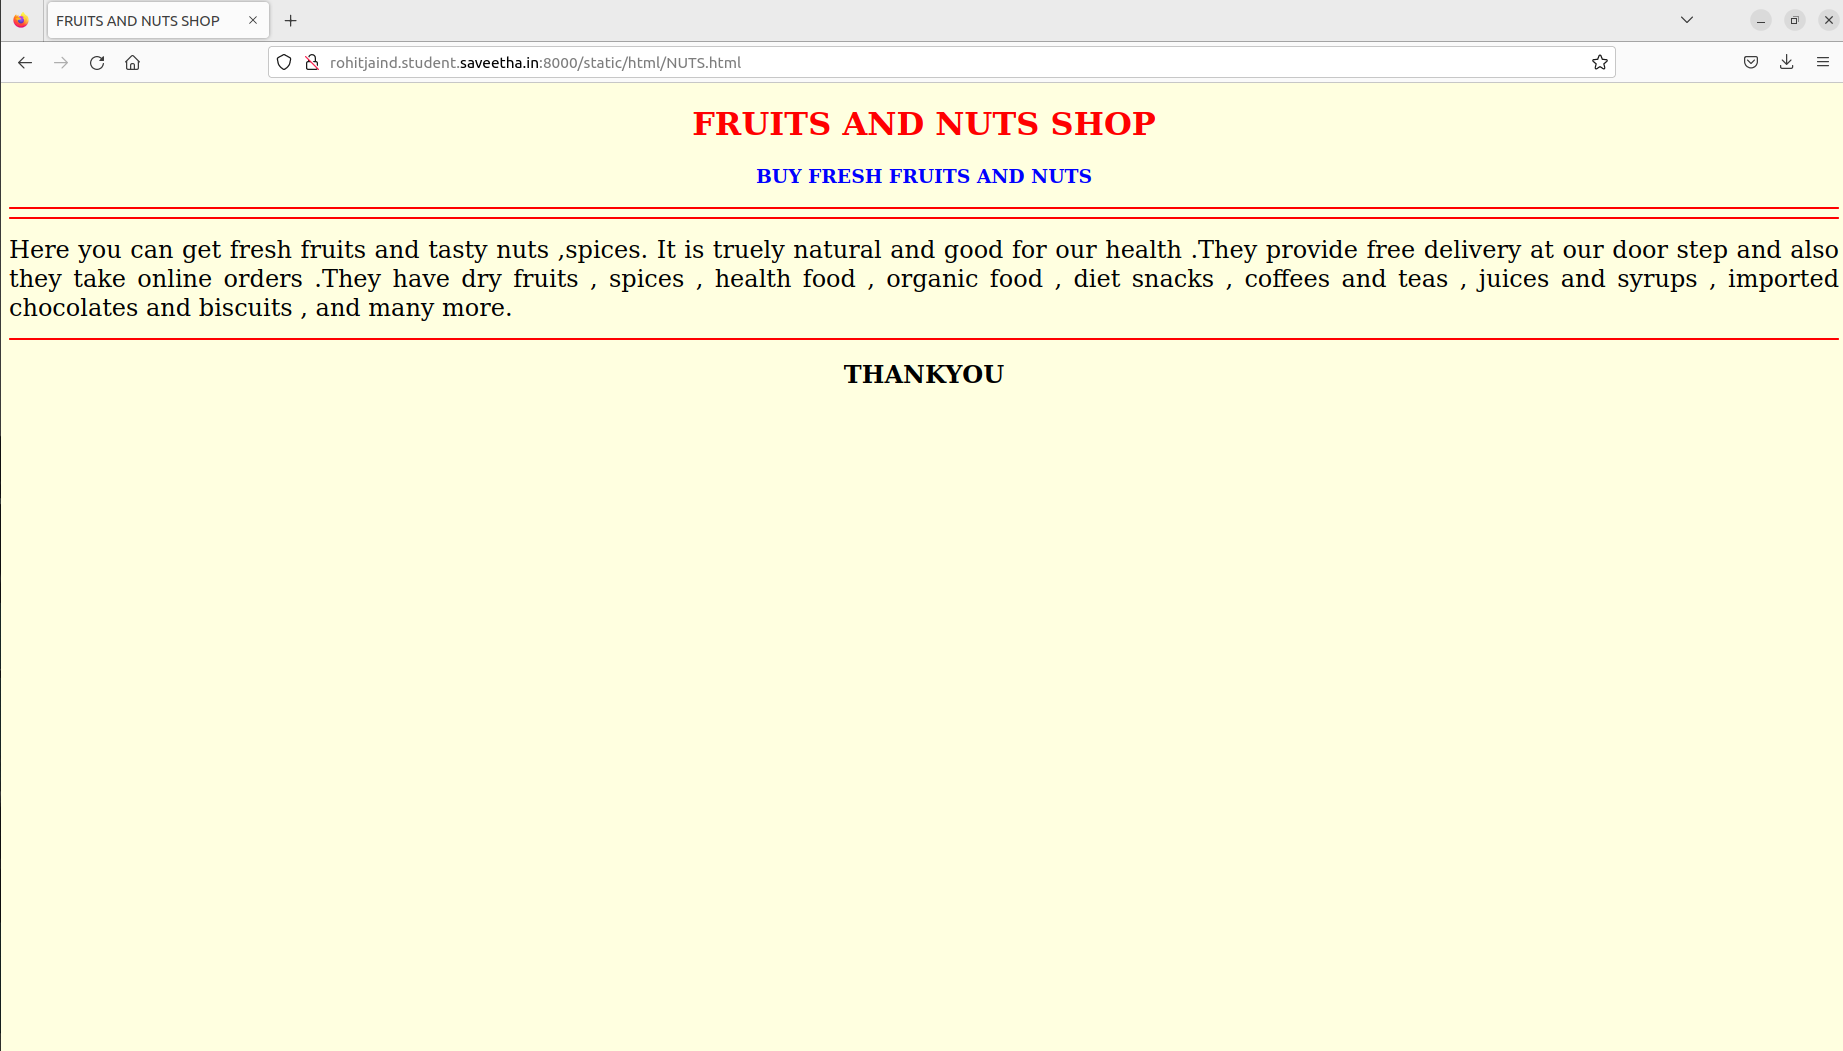 FRUITS AND NUTS SHOP
rohitjaind.student.saveetha.in:8000/static/html/NUTS.html
FRUITS AND NUTS SHOP
BUY FRESH FRUITS AND NUTS
Here you can get fresh fruits and tasty nuts ,spices. It is truely natural and good for our health .They provide free delivery at our door step and also
they take online orders .They have dry fruits , spices , health food , organic food , diet snacks , coffees and teas , juices and syrups , imported
chocolates and biscuits , and many more.
THANKYOU